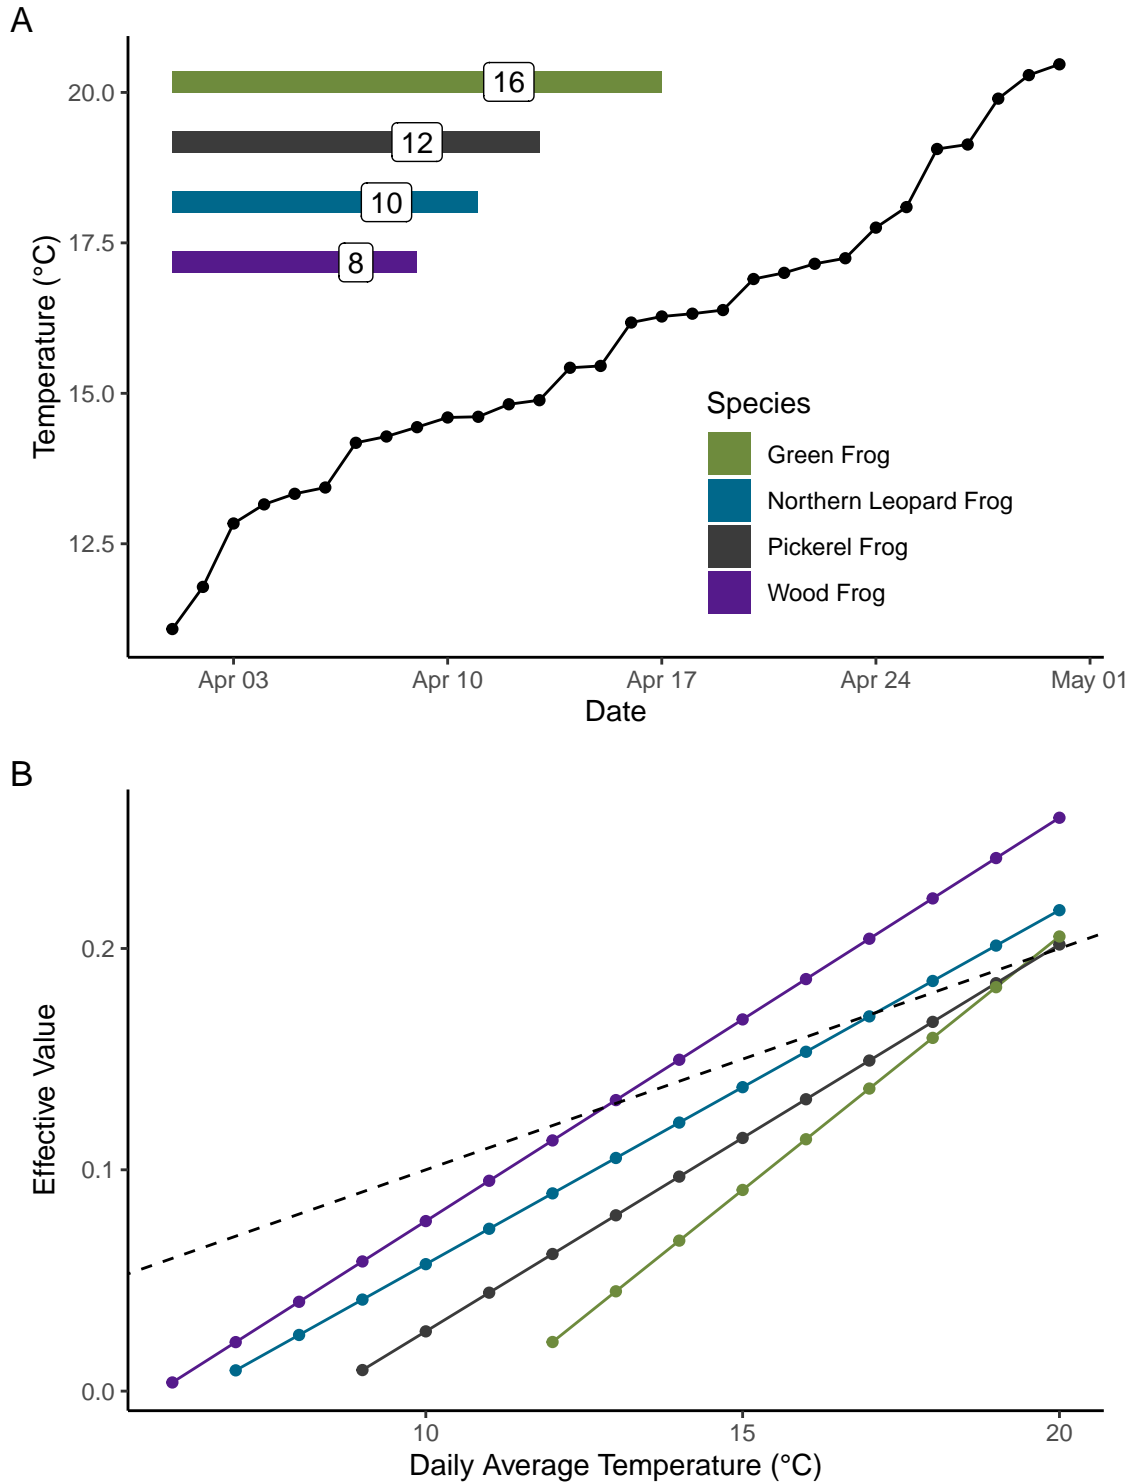 A
20.0
17.5
15.0
12.5
Temperature (°C)
16
12
10
8
Species
Green Frog
Northern Leopard Frog
Pickerel Frog
Wood Frog
Apr 03 Apr 10 Apr 17 Apr 24 May 01
Date
B
0.2
0.1
0.0
Effective Value
10 15 20
Daily Average Temperature (°C)